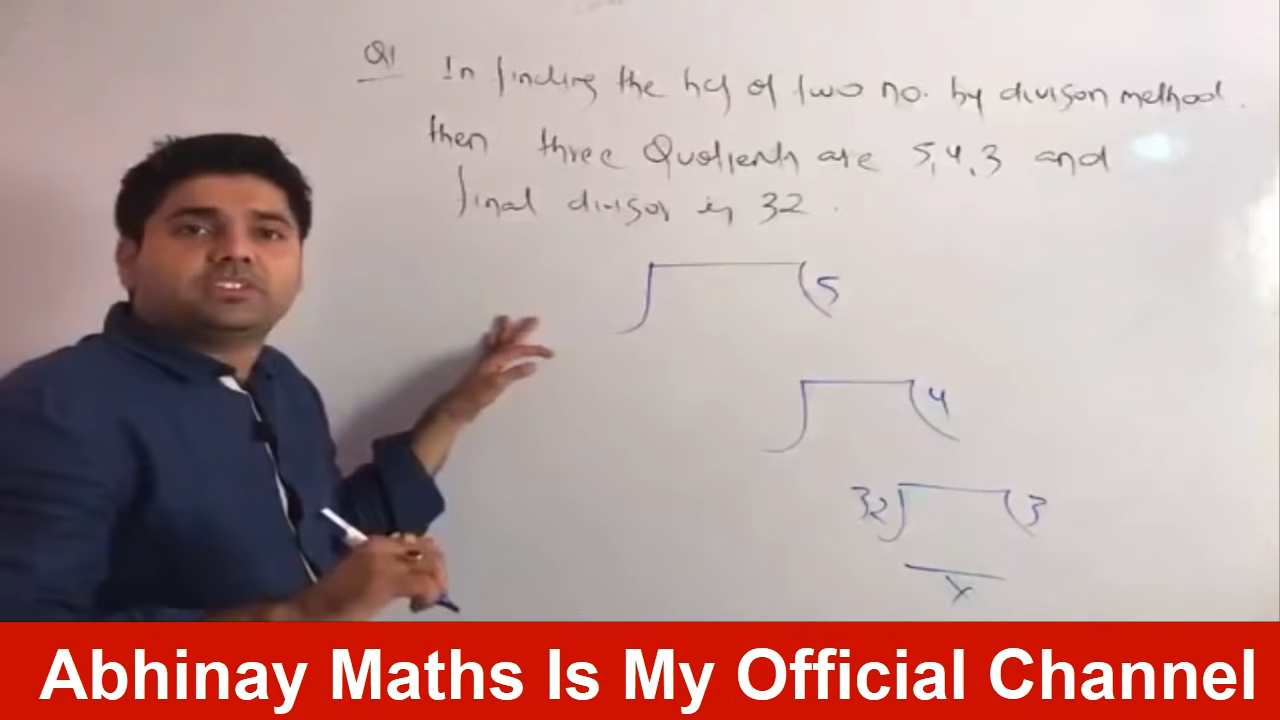 Q1 In finding the hcf of two no. by divison method.
then three Quotients are 5,4,3 and
final divisor is 32.
5
4
32 3
x
Abhinay Maths Is My Official Channel